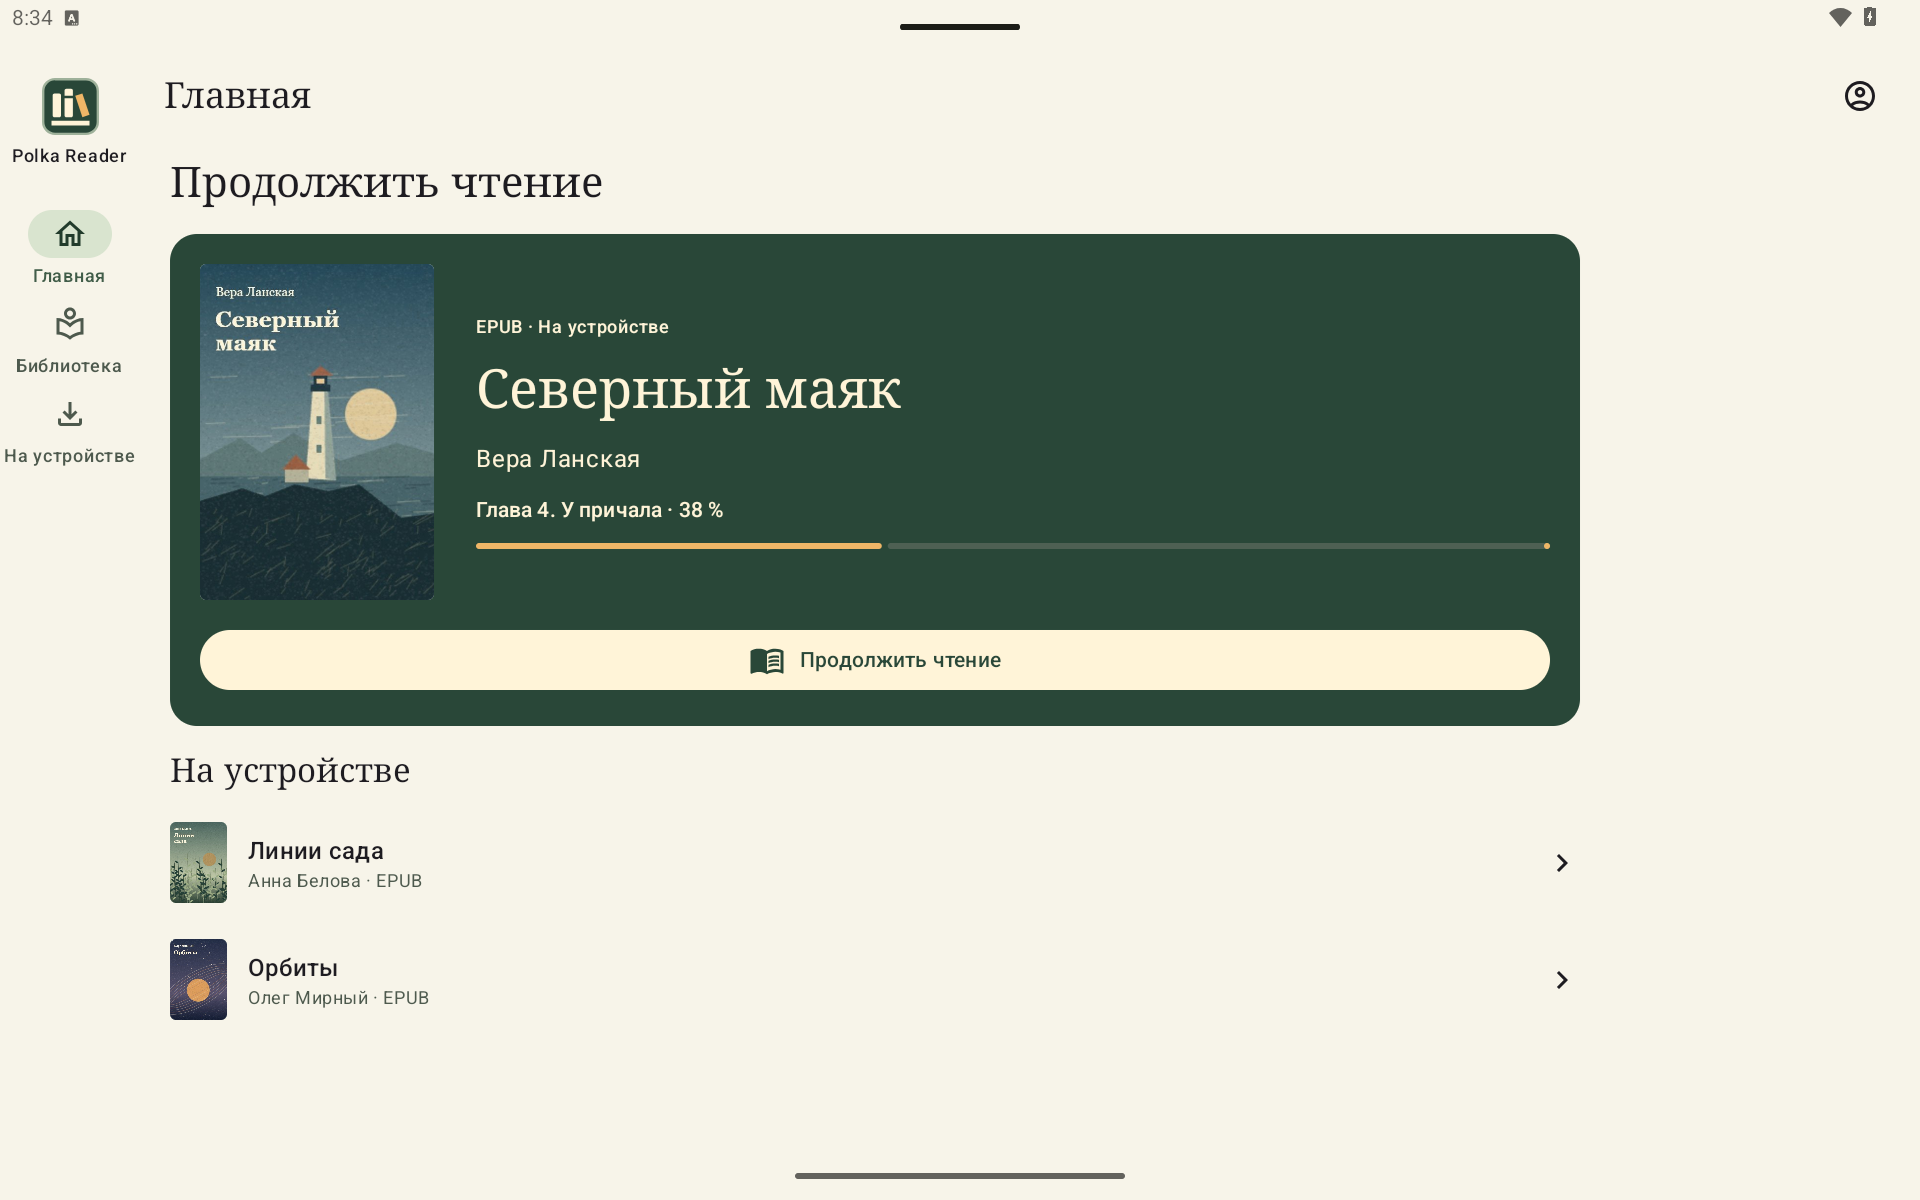 8:34
Polka Reader
Главная
Библиотека
На устройстве
Главная
Продолжить чтение
Вера Ланская
Северный
маяк
EPUB · На устройстве
Северный маяк
Вера Ланская
Глава 4. У причала · 38 %
Продолжить чтение
На устройстве
Линии сада
Анна Белова · EPUB
Орбиты
Олег Мирный · EPUB